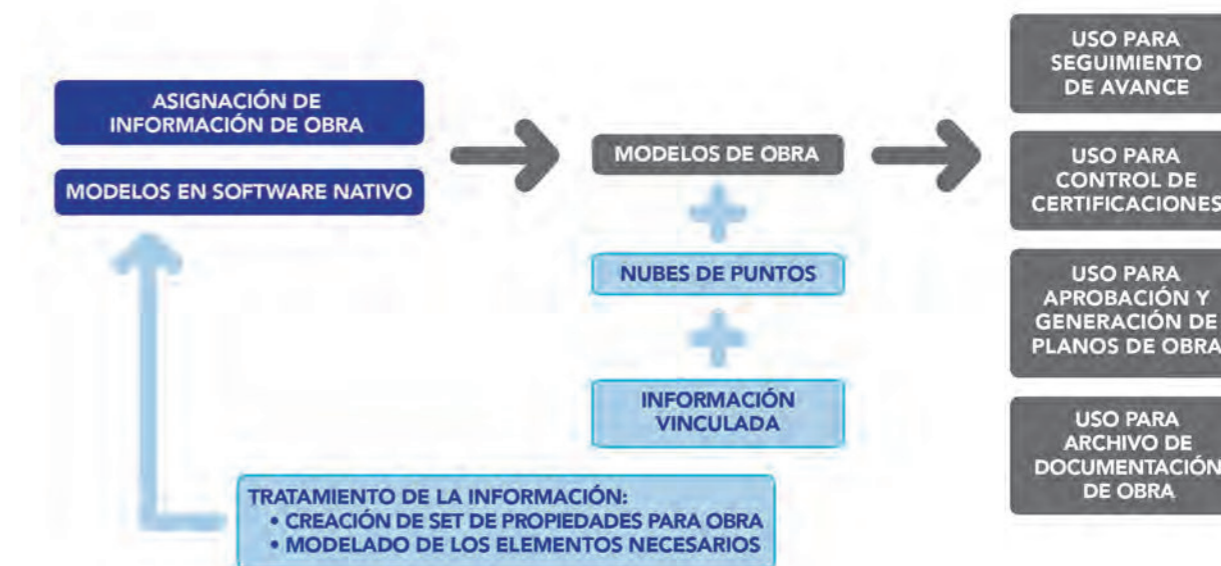 ASIGNACIÓN DE
INFORMACIÓN DE OBRA
MODELOS EN SOFTWARE NATIVO
MODELOS DE OBRA
NUBES DE PUNTOS
INFORMACIÓN
VINCULADA
TRATAMIENTO DE LA INFORMACIÓN:
• CREACIÓN DE SET DE PROPIEDADES PARA OBRA
• MODELADO DE LOS ELEMENTOS NECESARIOS
USO PARA
SEGUIMIENTO
DE AVANCE
USO PARA
CONTROL DE
CERTIFICACIONES
USO PARA
APROBACIÓN Y
GENERACIÓN DE
PLANOS DE OBRA
USO PARA
ARCHIVO DE
DOCUMENTACIÓN
DE OBRA